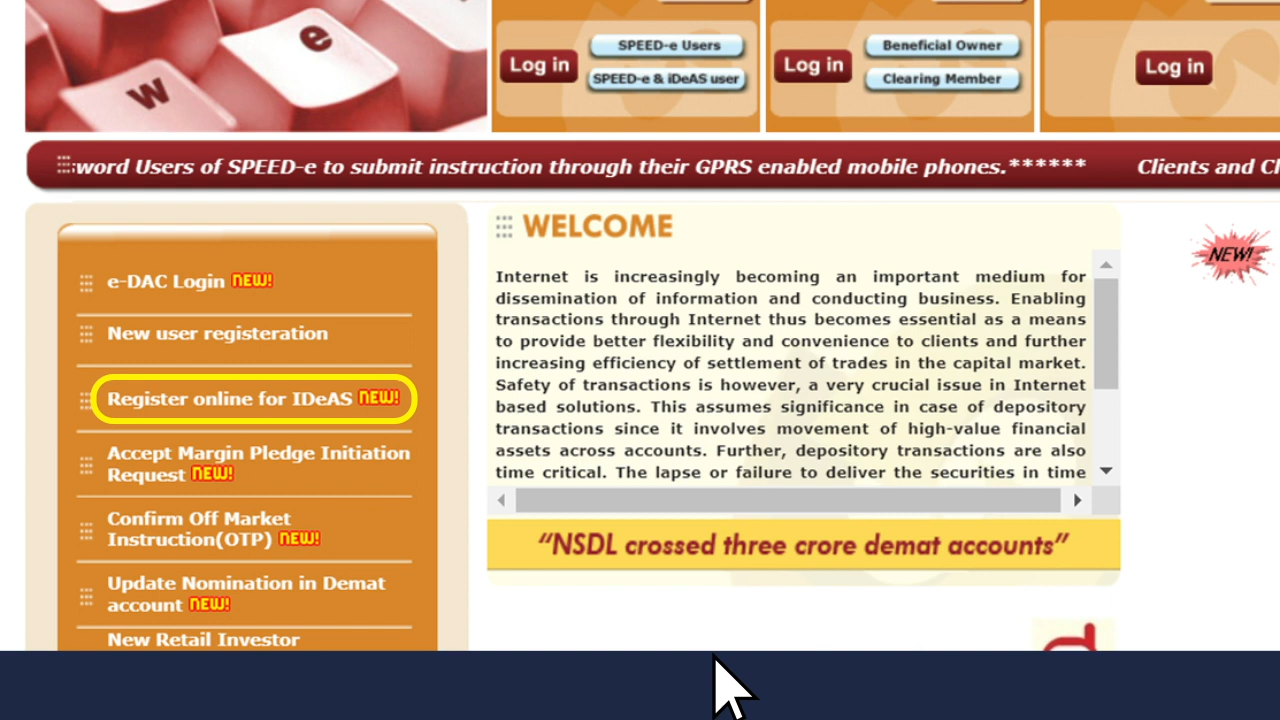 w
e
Log in
SPEED-e Users
SPEED-e & iDeAS user
Log in
Beneficial Owner
Clearing Member
Log in
word Users of SPEED-e to submit instruction through their GPRS enabled mobile phones.****** Clients and
e-DAC Login NEW!
New user registeration
Register online for IDeAS NEW!
Accept Margin Pledge Initiation
Request NEW!
Confirm Off Market
Instruction(OTP) NEW!
Update Nomination in Demat
account NEW!
New Retail Investor
WELCOME
Internet is increasingly becoming an important medium for
dissemination of information and conducting business. Enabling
transactions through Internet thus becomes essential as a means
to provide better flexibility and convenience to clients and further
increasing efficiency of settlement of trades in the capital market.
Safety of transactions is however, a very crucial issue in Internet
based solutions. This assumes significance in case of depository
transactions since it involves movement of high-value financial
assets across accounts. Further, depository transactions are also
time critical. The lapse or failure to deliver the securities in time
“NSDL crossed three crore demat accounts”
NEW!